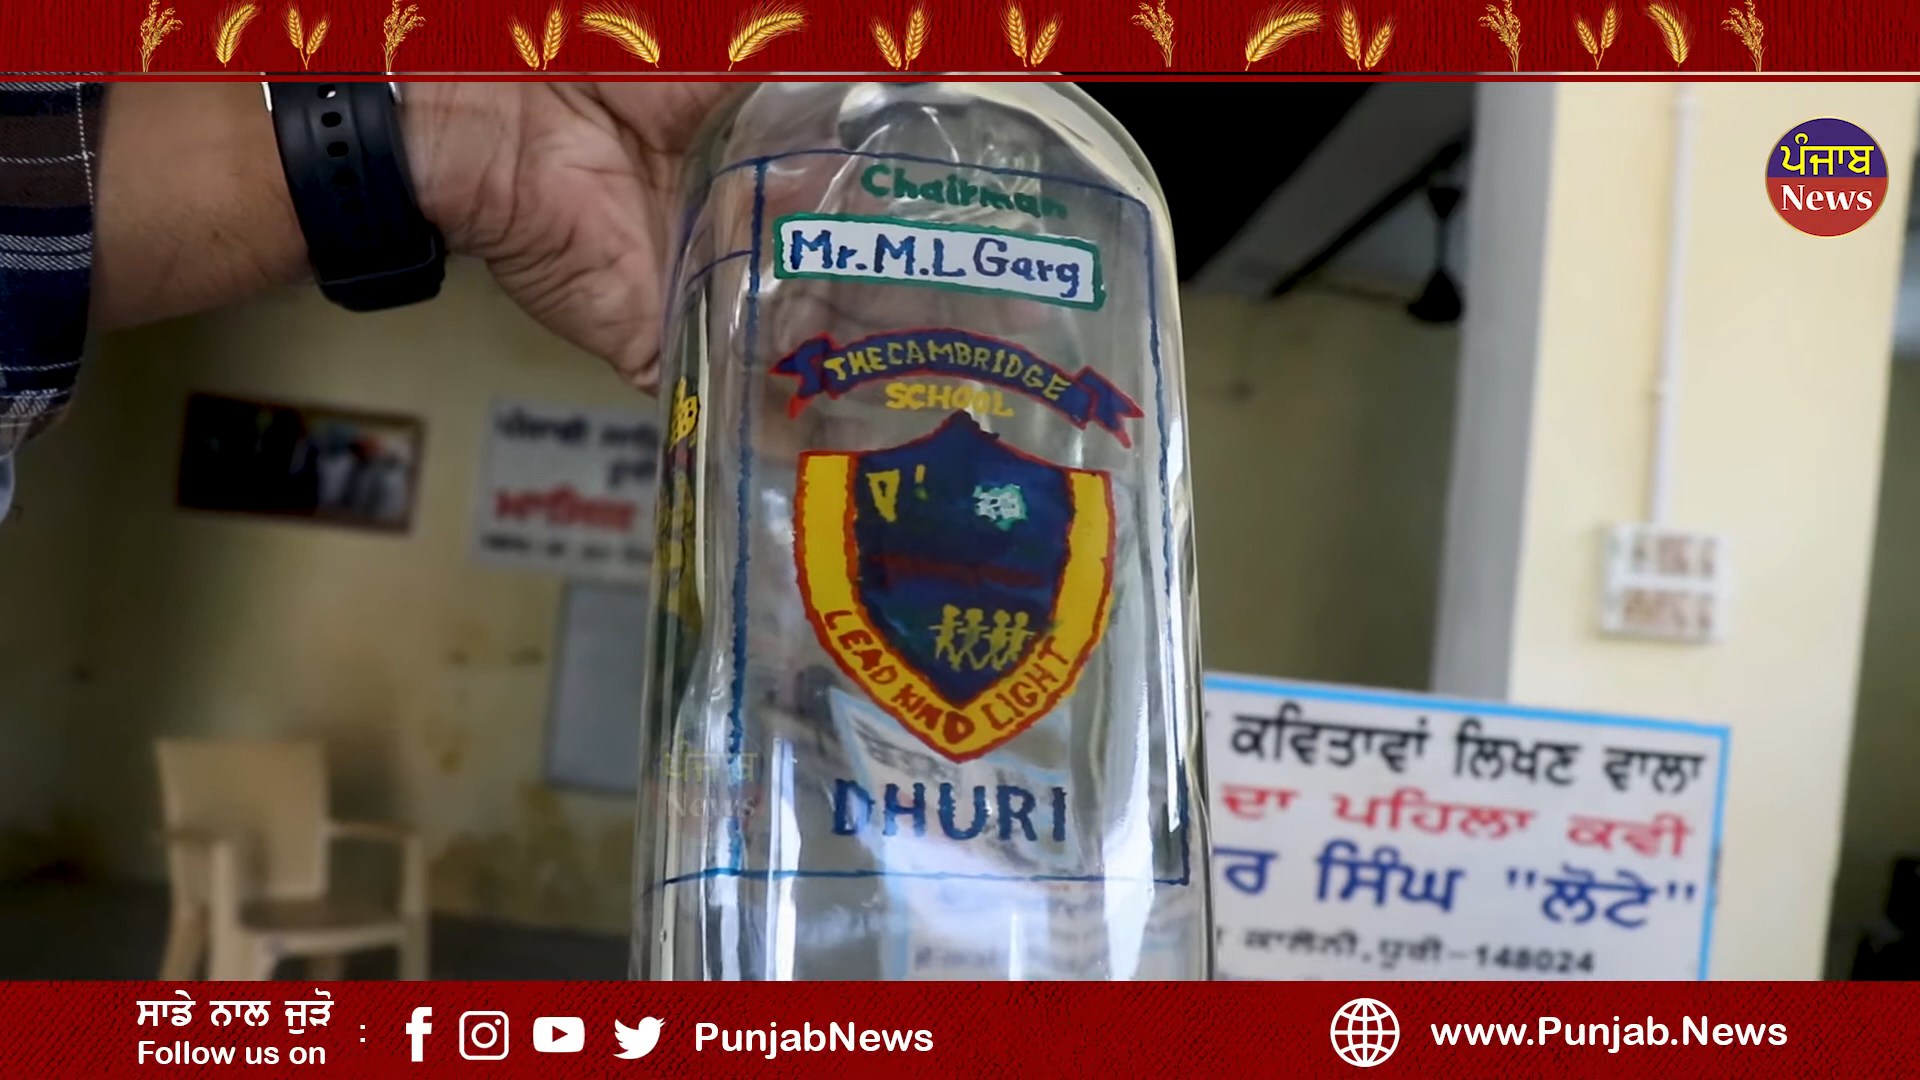 ਪੰਜਾਬ
News
Chairman
Mr. M.L Garg
THE CAMBRIDGE
SCHOOL
LEAD KIND LIGHT
DHURI
ਪੰਜਾਬ
News
ਕਵਿਤਾਵਾਂ ਲਿਖਣ ਵਾਲਾ
ਦਾ ਪਹਿਲਾ ਕਵੀ
ਰ ਸਿੰਘ "ਲੋਟੇ"
ਕਾਲੋਨੀ, ਧੂਰੀ-148024
ਸਾਡੇ ਨਾਲ ਜੁੜੋ
Follow us on :
PunjabNews
www.Punjab.News